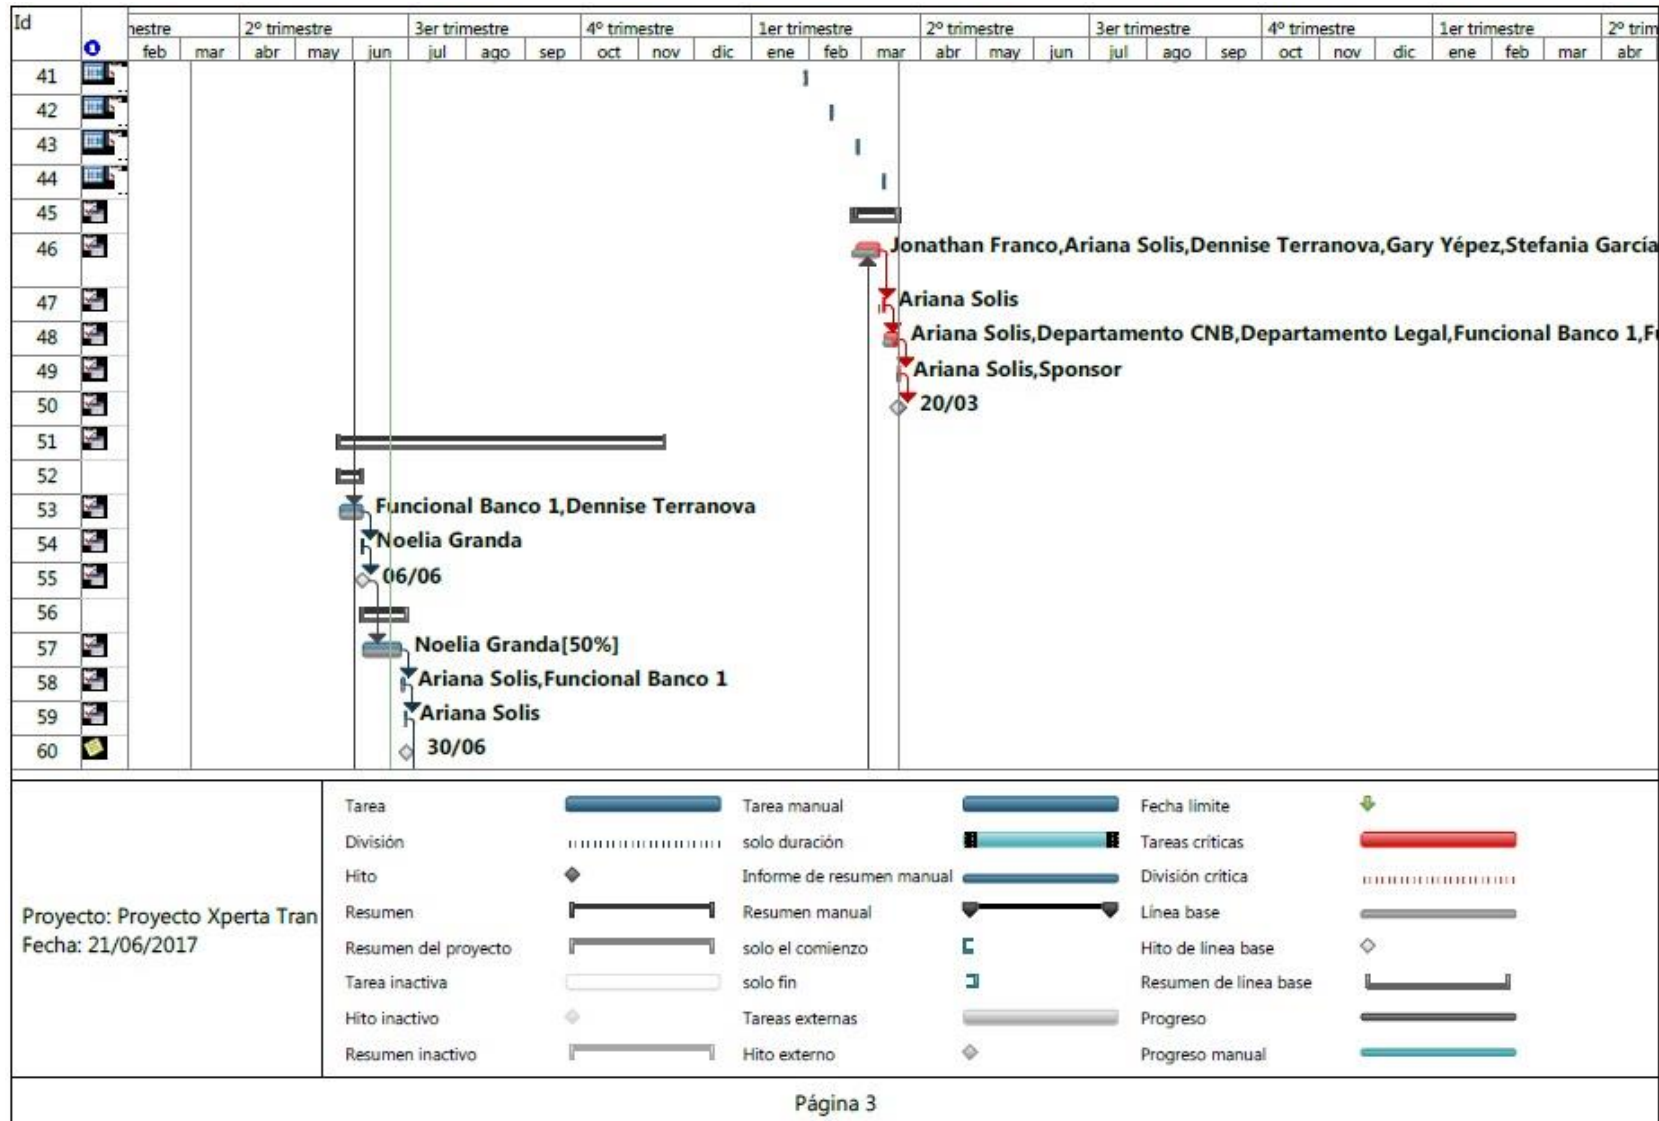 Id
nestre 2º trimestre 3er trimestre 4º trimestre 1er trimestre 2º trimestre 3er trimestre 4º trimestre 1er trimestre 2º trim
feb mar abr may jun jul ago sep oct nov dic ene feb mar abr may jun jul ago sep oct nov dic ene feb mar abr
41
42
43
44
45
46 Jonathan Franco,Ariana Solis,Dennise Terranova,Gary Yépez,Stefania García
47 Ariana Solis
48 Ariana Solis,Departamento CNB,Departamento Legal,Funcional Banco 1,Fu
49 Ariana Solis,Sponsor
50 20/03
51
52
53 Funcional Banco 1,Dennise Terranova
54 Noelia Granda
55 06/06
56
57 Noelia Granda[50%]
58 Ariana Solis,Funcional Banco 1
59 Ariana Solis
60 30/06
Proyecto: Proyecto Xperta Tran
Fecha: 21/06/2017
Tarea
División
Hito
Resumen
Resumen del proyecto
Tarea inactiva
Hito inactivo
Resumen inactivo
Tarea manual
solo duración
Informe de resumen manual
Resumen manual
solo el comienzo
solo fin
Tareas externas
Hito externo
Fecha límite
Tareas críticas
División crítica
Línea base
Hito de línea base
Resumen de línea base
Progreso
Progreso manual
Página 3